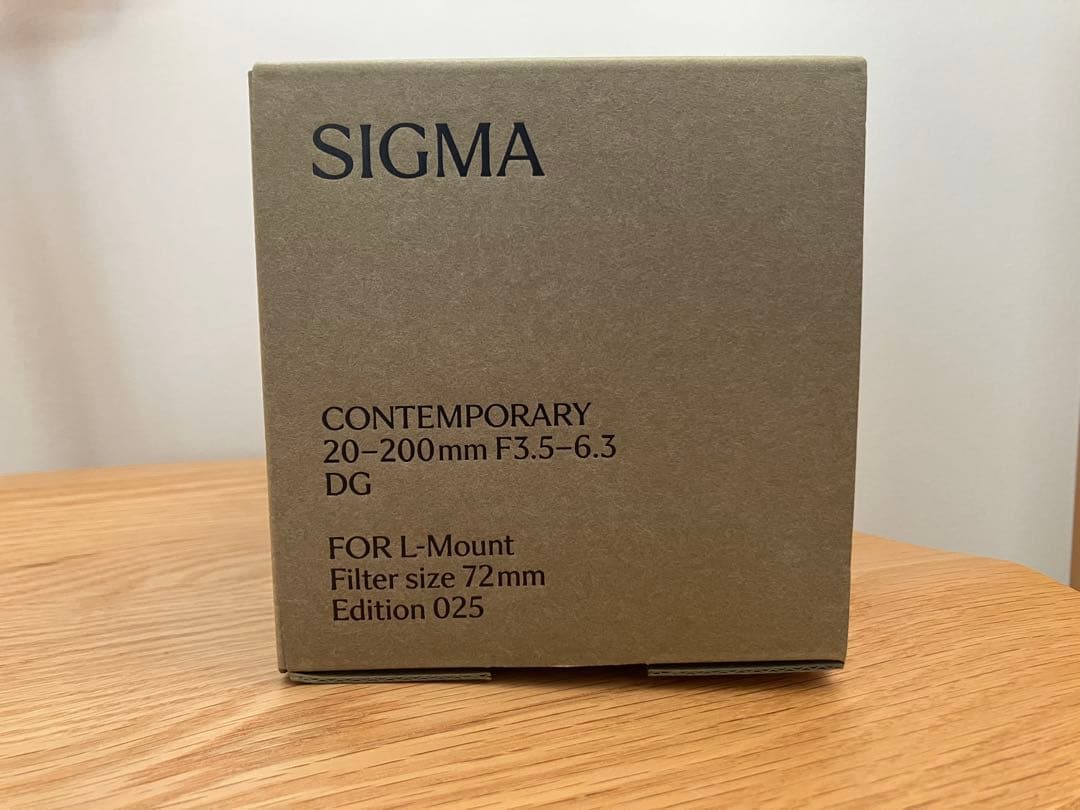 SIGMA
CONTEMPORARY
20–200mm F3.5–6.3
DG
FOR L-Mount
Filter size 72mm
Edition 025